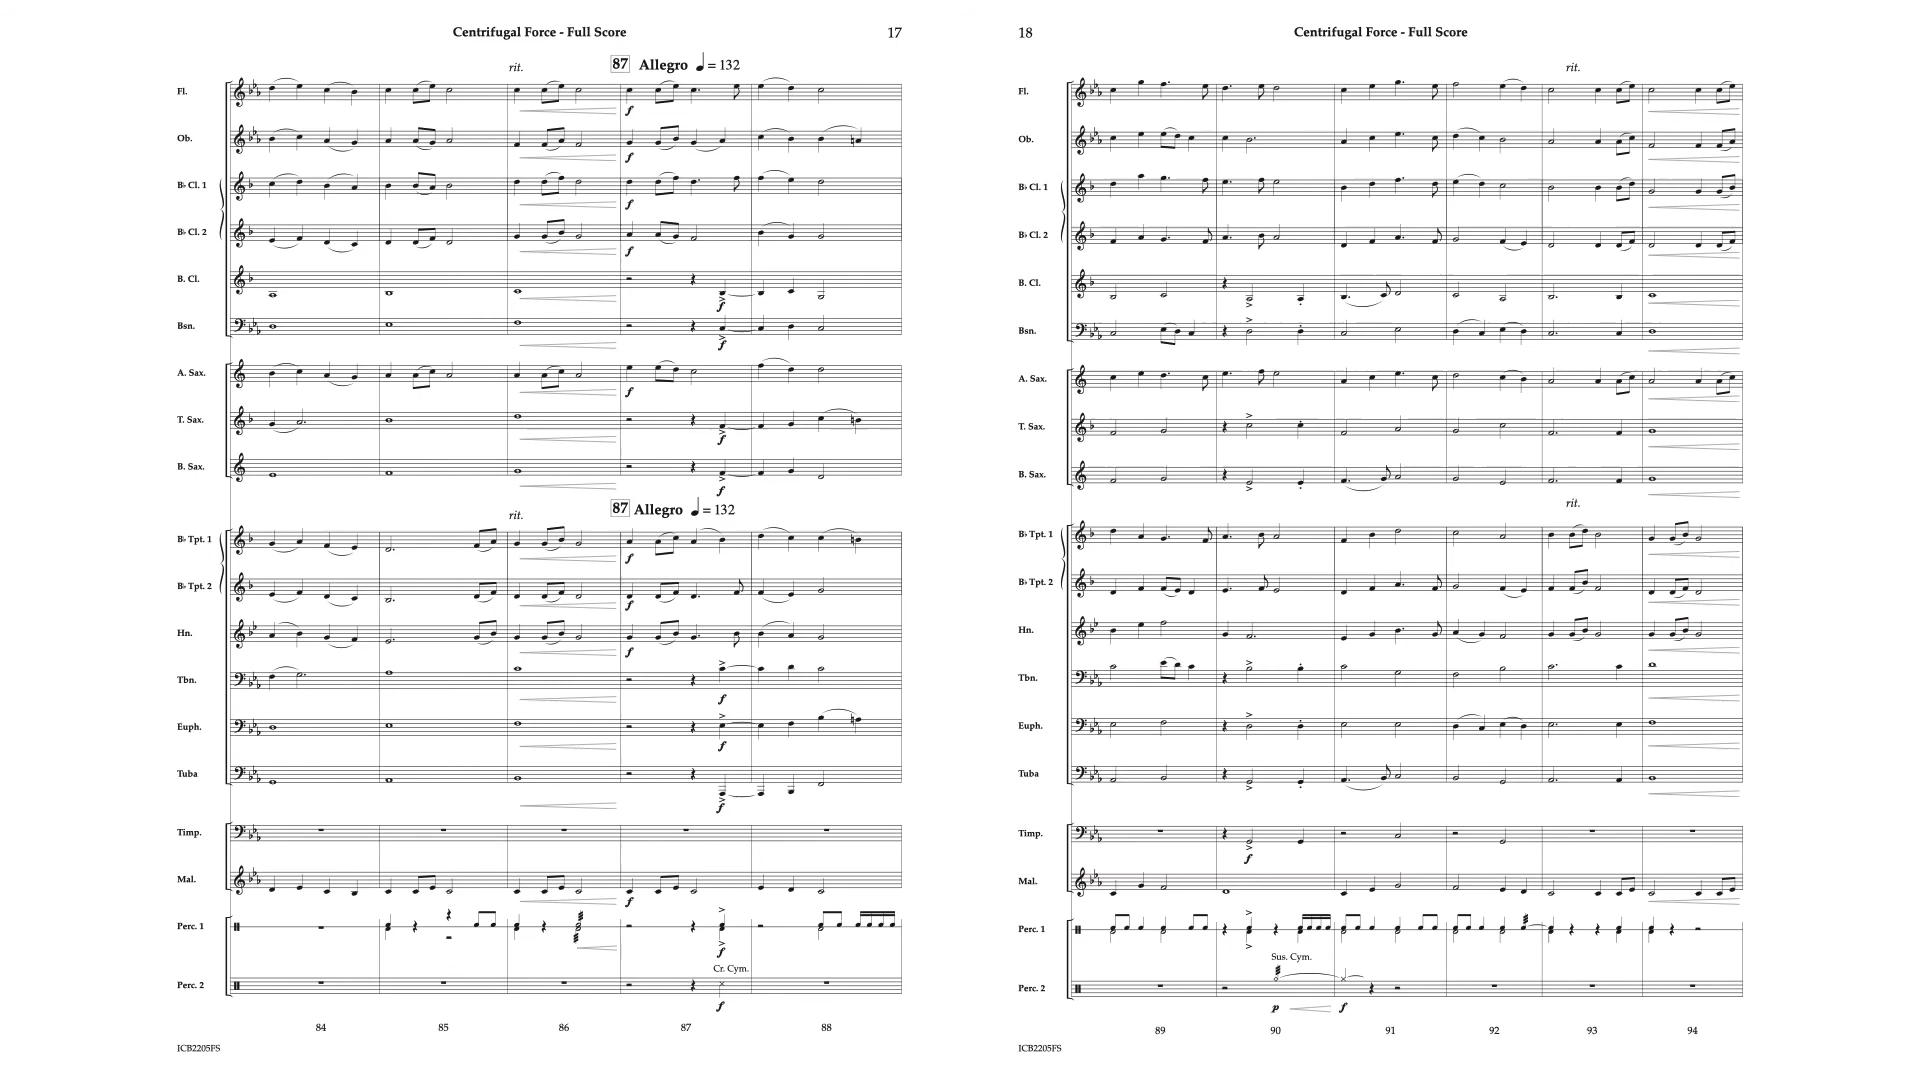 Centrifugal Force - Full Score
17
rit.
87 Allegro ♩ = 132
Fl.
f
Ob.
f
B♭ Cl. 1
f
B♭ Cl. 2
f
B. Cl.
f
Bsn.
f
A. Sax.
f
T. Sax.
f
B. Sax.
f
rit.
87 Allegro ♩ = 132
B♭ Tpt. 1
f
B♭ Tpt. 2
f
Hn.
f
Tbn.
f
Euph.
f
Tuba
f
Timp.
Mal.
f
Perc. 1
f
Cr. Cym.
Perc. 2
f
84 85 86 87 88
ICB2205FS
18
Centrifugal Force - Full Score
rit.
Fl.
Ob.
B♭ Cl. 1
B♭ Cl. 2
B. Cl.
Bsn.
A. Sax.
T. Sax.
B. Sax.
rit.
B♭ Tpt. 1
B♭ Tpt. 2
Hn.
Tbn.
Euph.
Tuba
Timp.
f
Mal.
Perc. 1
Sus. Cym.
Perc. 2
p f
89 90 91 92 93 94
ICB2205FS